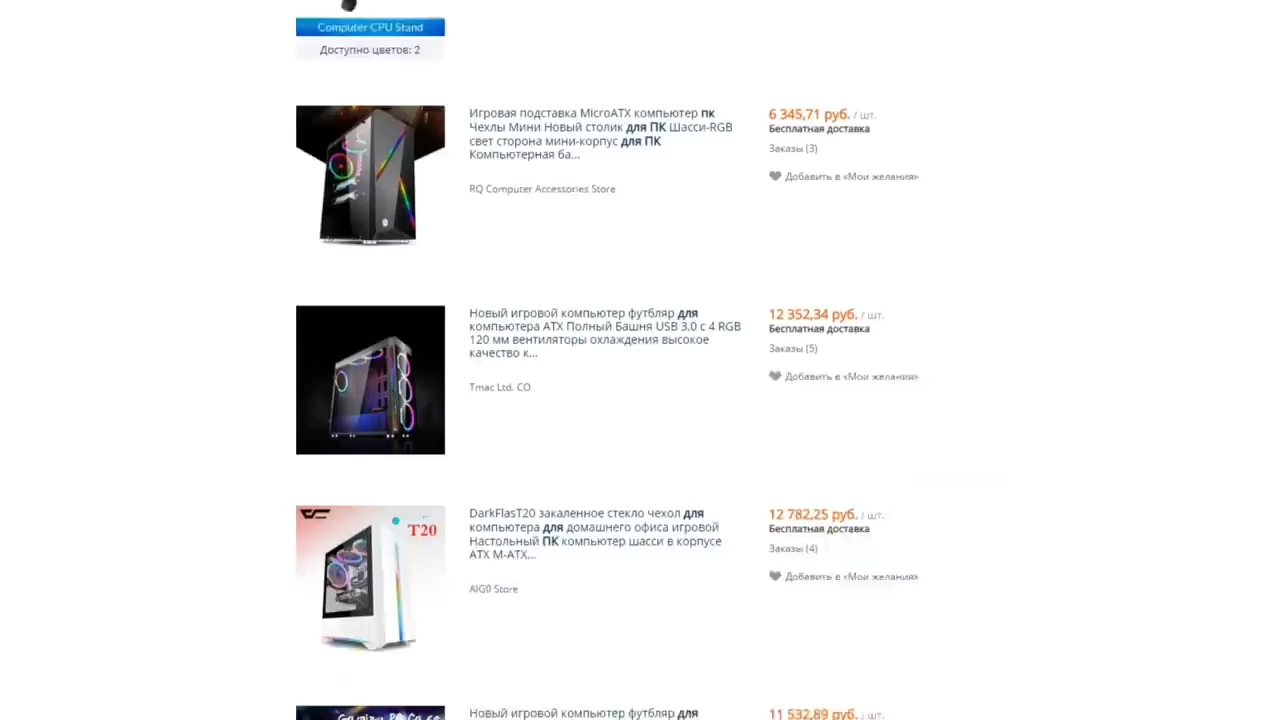 Computer CPU Stand
Доступно цветов: 2
Игровая подставка MicroATX компьютер пк
Чехлы Мини Новый столик для ПК Шасси-RGB
свет сторона мини-корпус для ПК
Компьютерная ба...
RQ Computer Accessories Store
6 345,71 руб. / шт.
Бесплатная доставка
Заказы (3)
Добавить в «Мои желания»
Новый игровой компьютер футбляр для
компьютера ATX Полный Башня USB 3,0 с 4 RGB
120 мм вентиляторы охлаждения высокое
качество к...
Tmac Ltd. CO
12 352,34 руб. / шт.
Бесплатная доставка
Заказы (5)
Добавить в «Мои желания»
T20
DarkFlasT20 закаленное стекло чехол для
компьютера для домашнего офиса игровой
Настольный ПК компьютер шасси в корпусе
ATX M-ATX...
AIGO Store
12 782,25 руб. / шт.
Бесплатная доставка
Заказы (4)
Добавить в «Мои желания»
Gaming PC Case
Новый игровой компьютер футбляр для
11 532,89 руб. / шт.